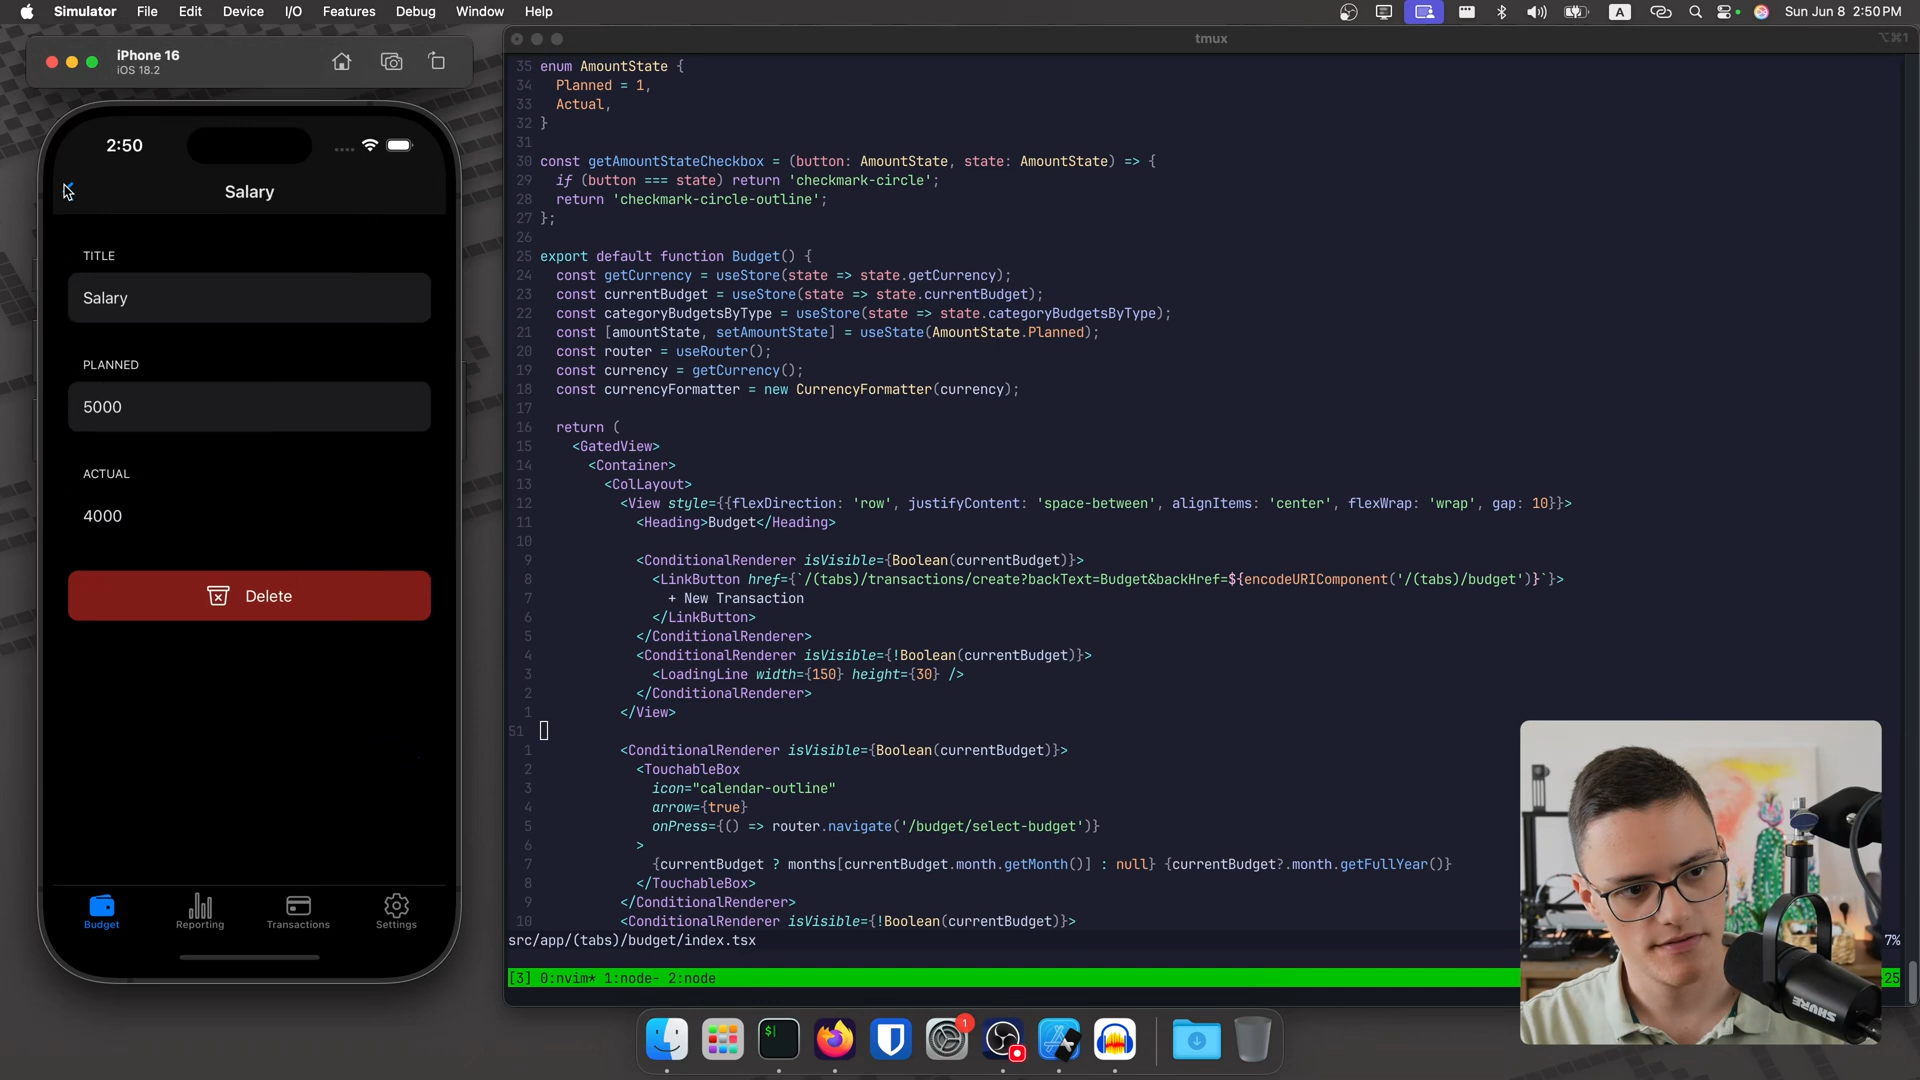 Simulator File Edit Device I/O Features Debug Window Help
A
Sun Jun 8 2:50 PM
iPhone 16
iOS 18.2
2:50
Salary
TITLE
Salary
PLANNED
5000
ACTUAL
4000
Delete
Budget
Reporting
Transactions
Settings
tmux
⌥⌘1
35 enum AmountState {
34 Planned = 1,
33 Actual,
32 }
31
30 const getAmountStateCheckbox = (button: AmountState, state: AmountState) => {
29 if (button === state) return 'checkmark-circle';
28 return 'checkmark-circle-outline';
27 };
26
25 export default function Budget() {
24 const getCurrency = useStore(state => state.getCurrency);
23 const currentBudget = useStore(state => state.currentBudget);
22 const categoryBudgetsByType = useStore(state => state.categoryBudgetsByType);
21 const [amountState, setAmountState] = useState(AmountState.Planned);
20 const router = useRouter();
19 const currency = getCurrency();
18 const currencyFormatter = new CurrencyFormatter(currency);
17
16 return (
15 <GatedView>
14 <Container>
13 <ColLayout>
12 <View style={{flexDirection: 'row', justifyContent: 'space-between', alignItems: 'center', flexWrap: 'wrap', gap: 10}}>
11 <Heading>Budget</Heading>
10
9 <ConditionalRenderer isVisible={Boolean(currentBudget)}>
8 <LinkButton href={`/(tabs)/transactions/create?backText=Budget&backHref=${encodeURIComponent('/(tabs)/budget')}`}>
7 + New Transaction
6 </LinkButton>
5 </ConditionalRenderer>
4 <ConditionalRenderer isVisible={!Boolean(currentBudget)}>
3 <LoadingLine width={150} height={30} />
2 </ConditionalRenderer>
1 </View>
51
1 <ConditionalRenderer isVisible={Boolean(currentBudget)}>
2 <TouchableBox
3 icon="calendar-outline"
4 arrow={true}
5 onPress={() => router.navigate('/budget/select-budget')}
6 >
7 {currentBudget ? months[currentBudget.month.getMonth()] : null} {currentBudget?.month.getFullYear()}
8 </TouchableBox>
9 </ConditionalRenderer>
10 <ConditionalRenderer isVisible={!Boolean(currentBudget)}>
src/app/(tabs)/budget/index.tsx
7%
[3] 0:nvim* 1:node- 2:node
25
$
1
SHURE